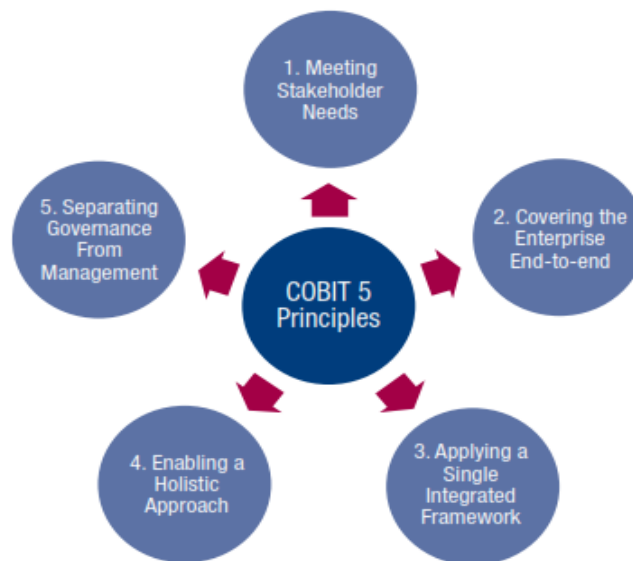 1. Meeting
Stakeholder
Needs
5. Separating
Governance
From
Management
2. Covering the
Enterprise
End-to-end
COBIT 5
Principles
4. Enabling a
Holistic
Approach
3. Applying a
Single
Integrated
Framework